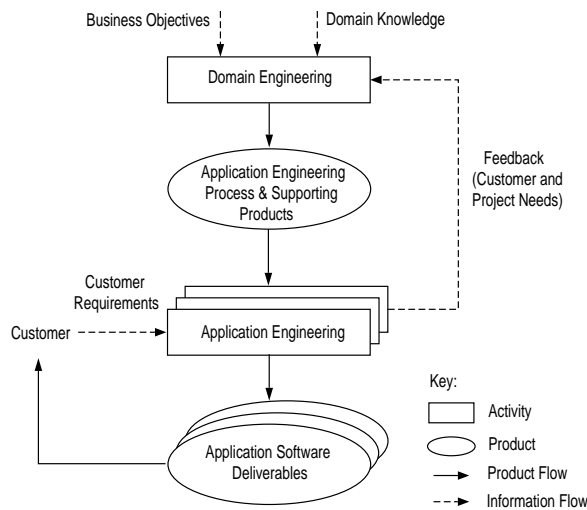 Business Objectives
Domain Knowledge
Domain Engineering
Application Engineering
Process & Supporting
Products
Feedback
(Customer and
Project Needs)
Customer
Requirements
Customer
Application Engineering
Application Software
Deliverables
Key:
Activity
Product
Product Flow
Information Flow